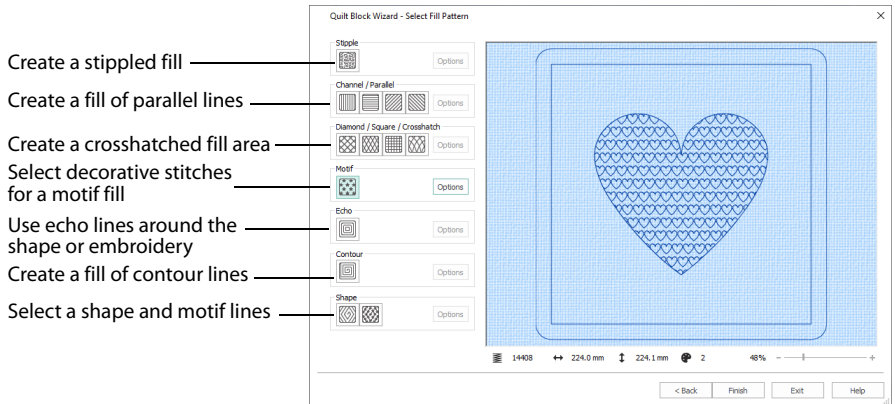 Quilt Block Wizard - Select Fill Pattern
Create a stippled fill
Stipple
Options
Create a fill of parallel lines
Channel / Parallel
Options
Create a crosshatched fill area
Diamond / Square / Crosshatch
Options
Select decorative stitches
for a motif fill
Motif
Options
Use echo lines around the
shape or embroidery
Echo
Options
Create a fill of contour lines
Contour
Options
Select a shape and motif lines
Shape
Options
14408 224.0 mm 224.1 mm 2 48% - +
< Back Finish Exit Help